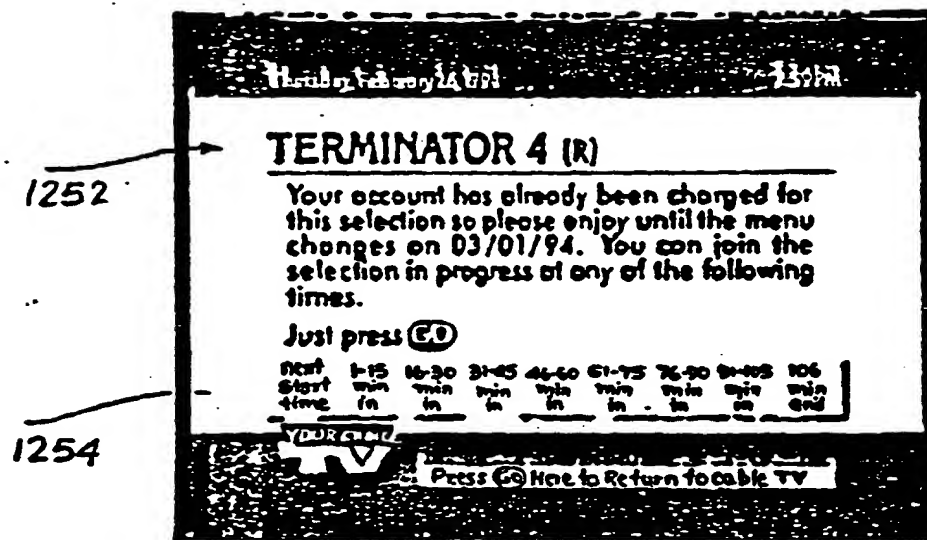 TERMINATOR 4 (R)
1252
Your account has already been charged for
this selection so please enjoy until the menu
changes on 03/01/94. You can join the
selection in progress at any of the following
times.
Just press GO
next 1-15 16-30 31-45 46-60 61-75 76-90 91-105 106
start min min min min min min min min
time in in in in in in in end
1254
Press GO Here to Return to cable TV